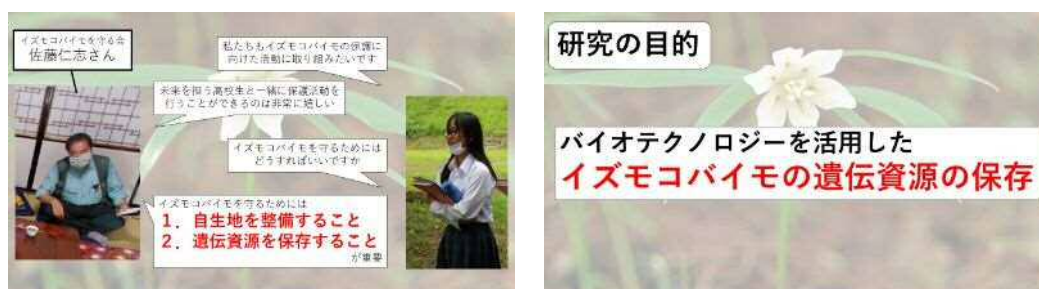 イズモコバイモを守る会
佐藤仁志さん
私たちもイズモコバイモの保護に
向けた活動に取り組みたいです
未来を担う高校生と一緒に保護活動を
行うことができるのは非常に嬉しい
イズモコバイモを守るためには
どうすればいいですか
イズモコバイモを守るためには
1．自生地を整備すること
2．遺伝資源を保存すること
が重要
研究の目的
バイオテクノロジーを活用した
イズモコバイモの遺伝資源の保存